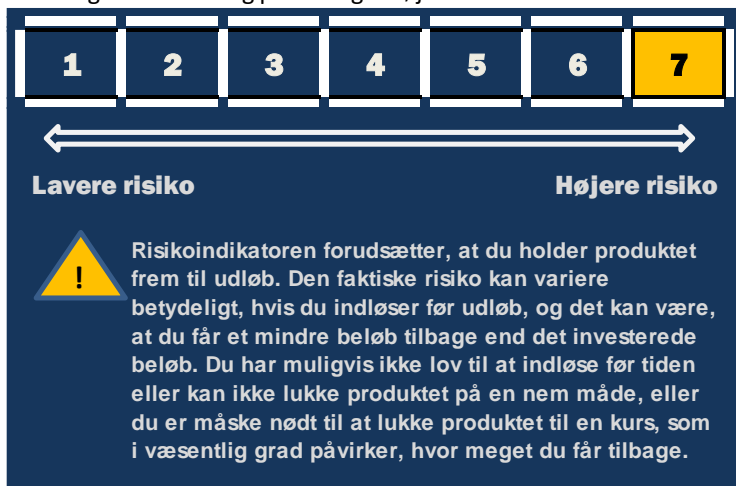 1 2 3 4 5 6 7
Lavere risiko Højere risiko
!
Risikoindikatoren forudsætter, at du holder produktet
frem til udløb. Den faktiske risiko kan variere
betydeligt, hvis du indløser før udløb, og det kan være,
at du får et mindre beløb tilbage end det investerede
beløb. Du har muligvis ikke lov til at indløse før tiden
eller kan ikke lukke produktet på en nem måde, eller
du er måske nødt til at lukke produktet til en kurs, som
i væsentlig grad påvirker, hvor meget du får tilbage.